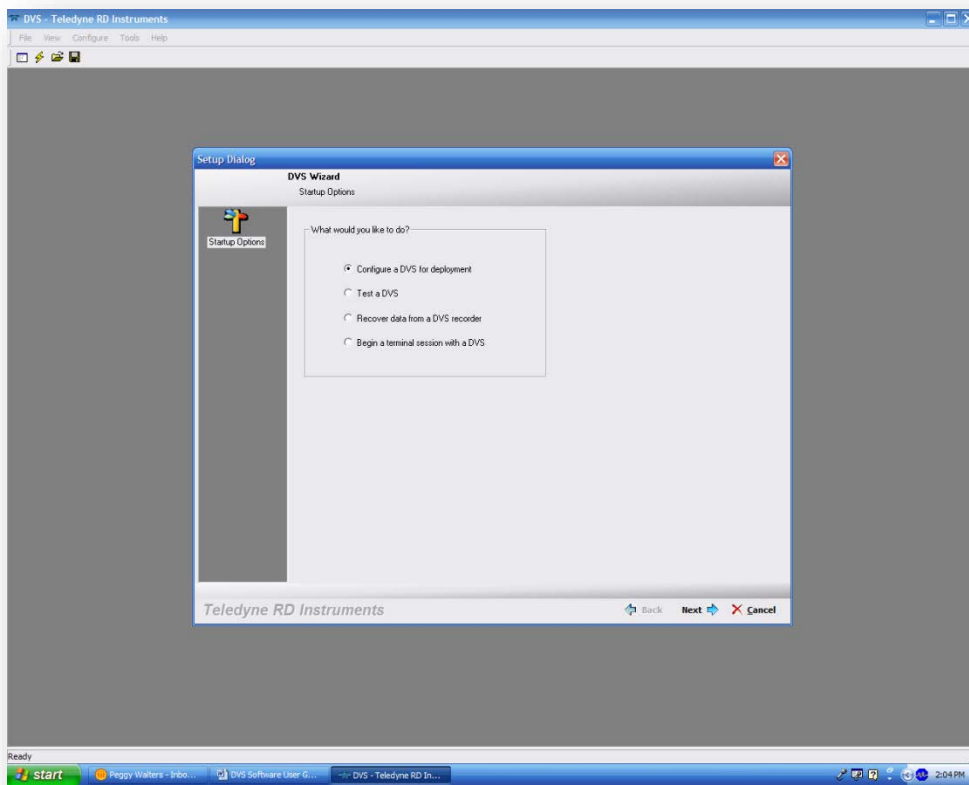 DVS - Teledyne RD Instruments
File View Configure Tools Help
Setup Dialog
DVS Wizard
Startup Options
Startup Options
What would you like to do?
Configure a DVS for deployment
Test a DVS
Recover data from a DVS recorder
Begin a terminal session with a DVS
Teledyne RD Instruments
Back Next Cancel
Ready
start Peggy Walters - Inbo... DVS Software User G... DVS - Teledyne RD In... 2:04 PM